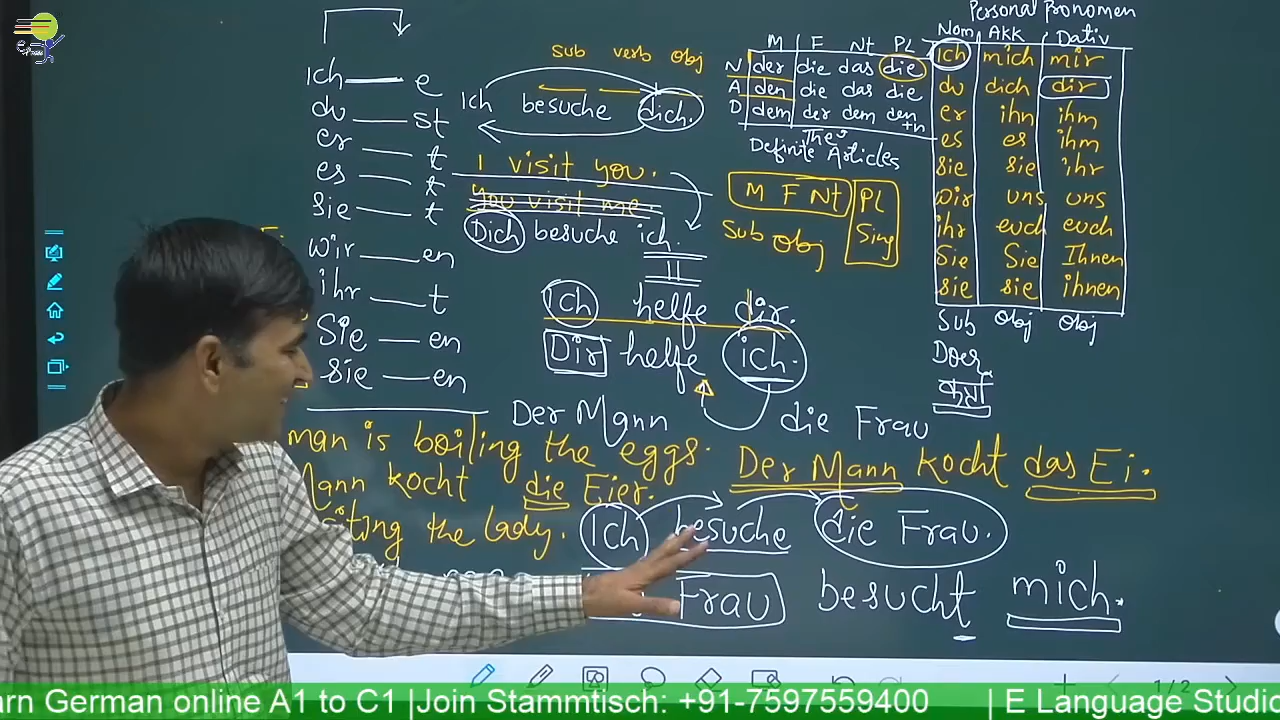 Ich — e
du — st
er — t
es — t
sie — t
wir — en
ihr — t
Sie — en
sie — en
sub verb obj
Ich besuche dich.
I visit you.
You visit me.
Dich besuche ich.
Ich helfe dir.
Dir helfe ich.
M F Nt PL
N der die das die
A den die das die
D dem der dem den +n
The
Definite Articles
M F Nt PL
Sub Obj Sing
Personal Pronomen
Nom Akk Dativ
Ich mich mir
du dich dir
er ihn ihm
es es ihm
sie sie ihr
wir uns uns
ihr euch euch
Sie Sie Ihnen
sie sie ihnen
Sub Obj Obj
Doer
कर्ता
Der Mann die Frau
man is boiling the eggs. Der Mann kocht das Ei.
Mann kocht die Eier.
the lady. Ich besuche die Frau.
Frau besucht mich.
1/2
arn German online A1 to C1 |Join Stammtisch: +91-7597559400 | E Language Studio